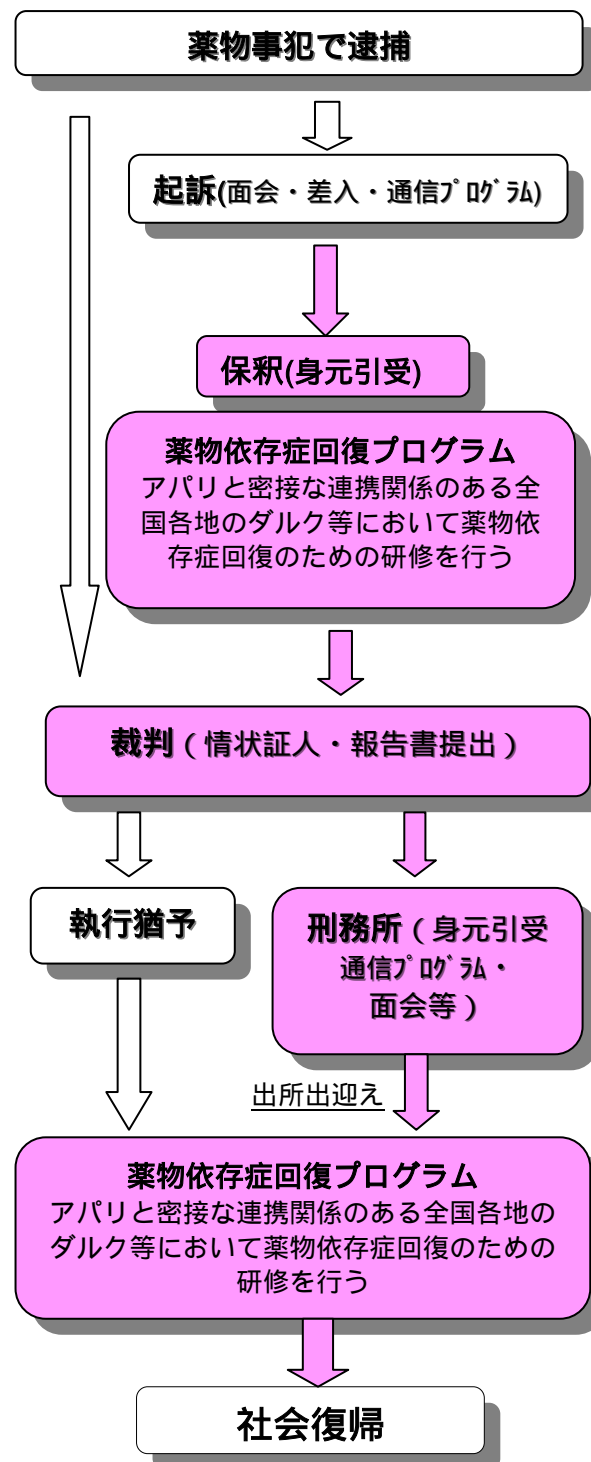 薬物事犯で逮捕
起訴(面会・差入・通信ﾌﾟﾛｸﾞﾗﾑ)
保釈(身元引受)
薬物依存症回復プログラム
アパリと密接な連携関係のある全
国各地のダルク等において薬物依
存症回復のための研修を行う
裁判（情状証人・報告書提出）
執行猶予
刑務所（身元引受
通信ﾌﾟﾛｸﾞﾗﾑ・
面会等）
出所出迎え
薬物依存症回復プログラム
アパリと密接な連携関係のある全国各地の
ダルク等において薬物依存症回復のための
研修を行う
社会復帰